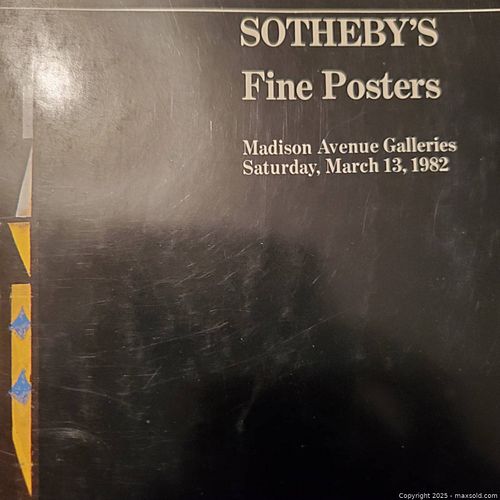 SOTHEBY'S
Fine Posters
Madison Avenue Galleries
Saturday, March 13, 1982
Copyright 2025 - maxsold.com